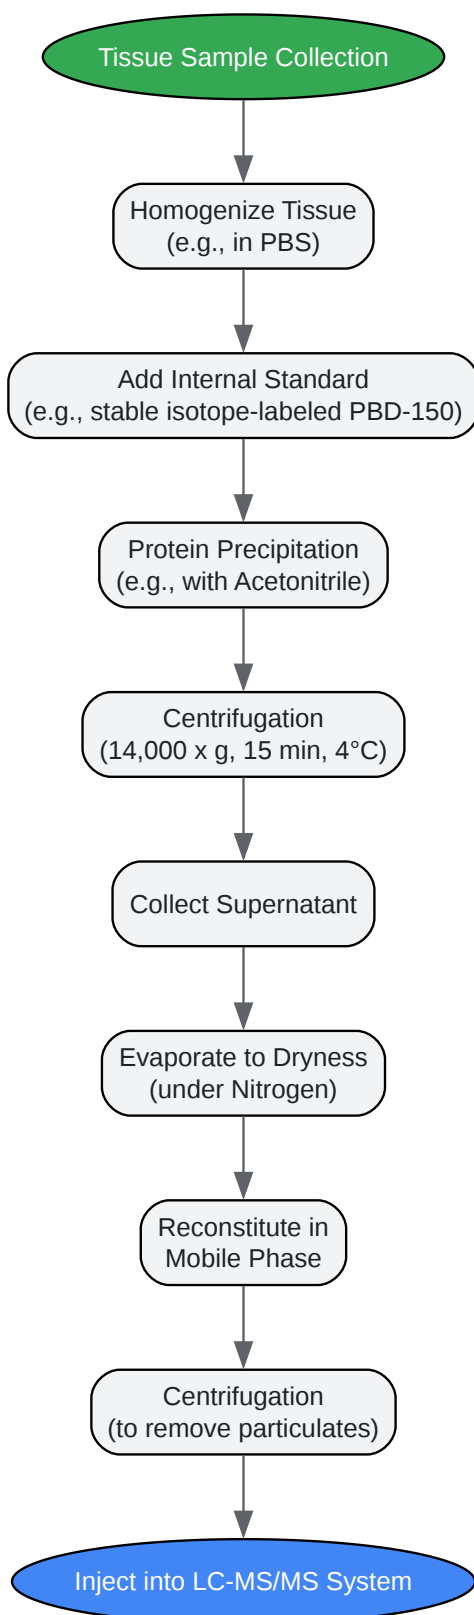 Tissue Sample Collection
Homogenize Tissue
(e.g., in PBS)
Add Internal Standard
(e.g., stable isotope-labeled PBD-150)
Protein Precipitation
(e.g., with Acetonitrile)
Centrifugation
(14,000 x g, 15 min, 4°C)
Collect Supernatant
Evaporate to Dryness
(under Nitrogen)
Reconstitute in
Mobile Phase
Centrifugation
(to remove particulates)
Inject into LC-MS/MS System